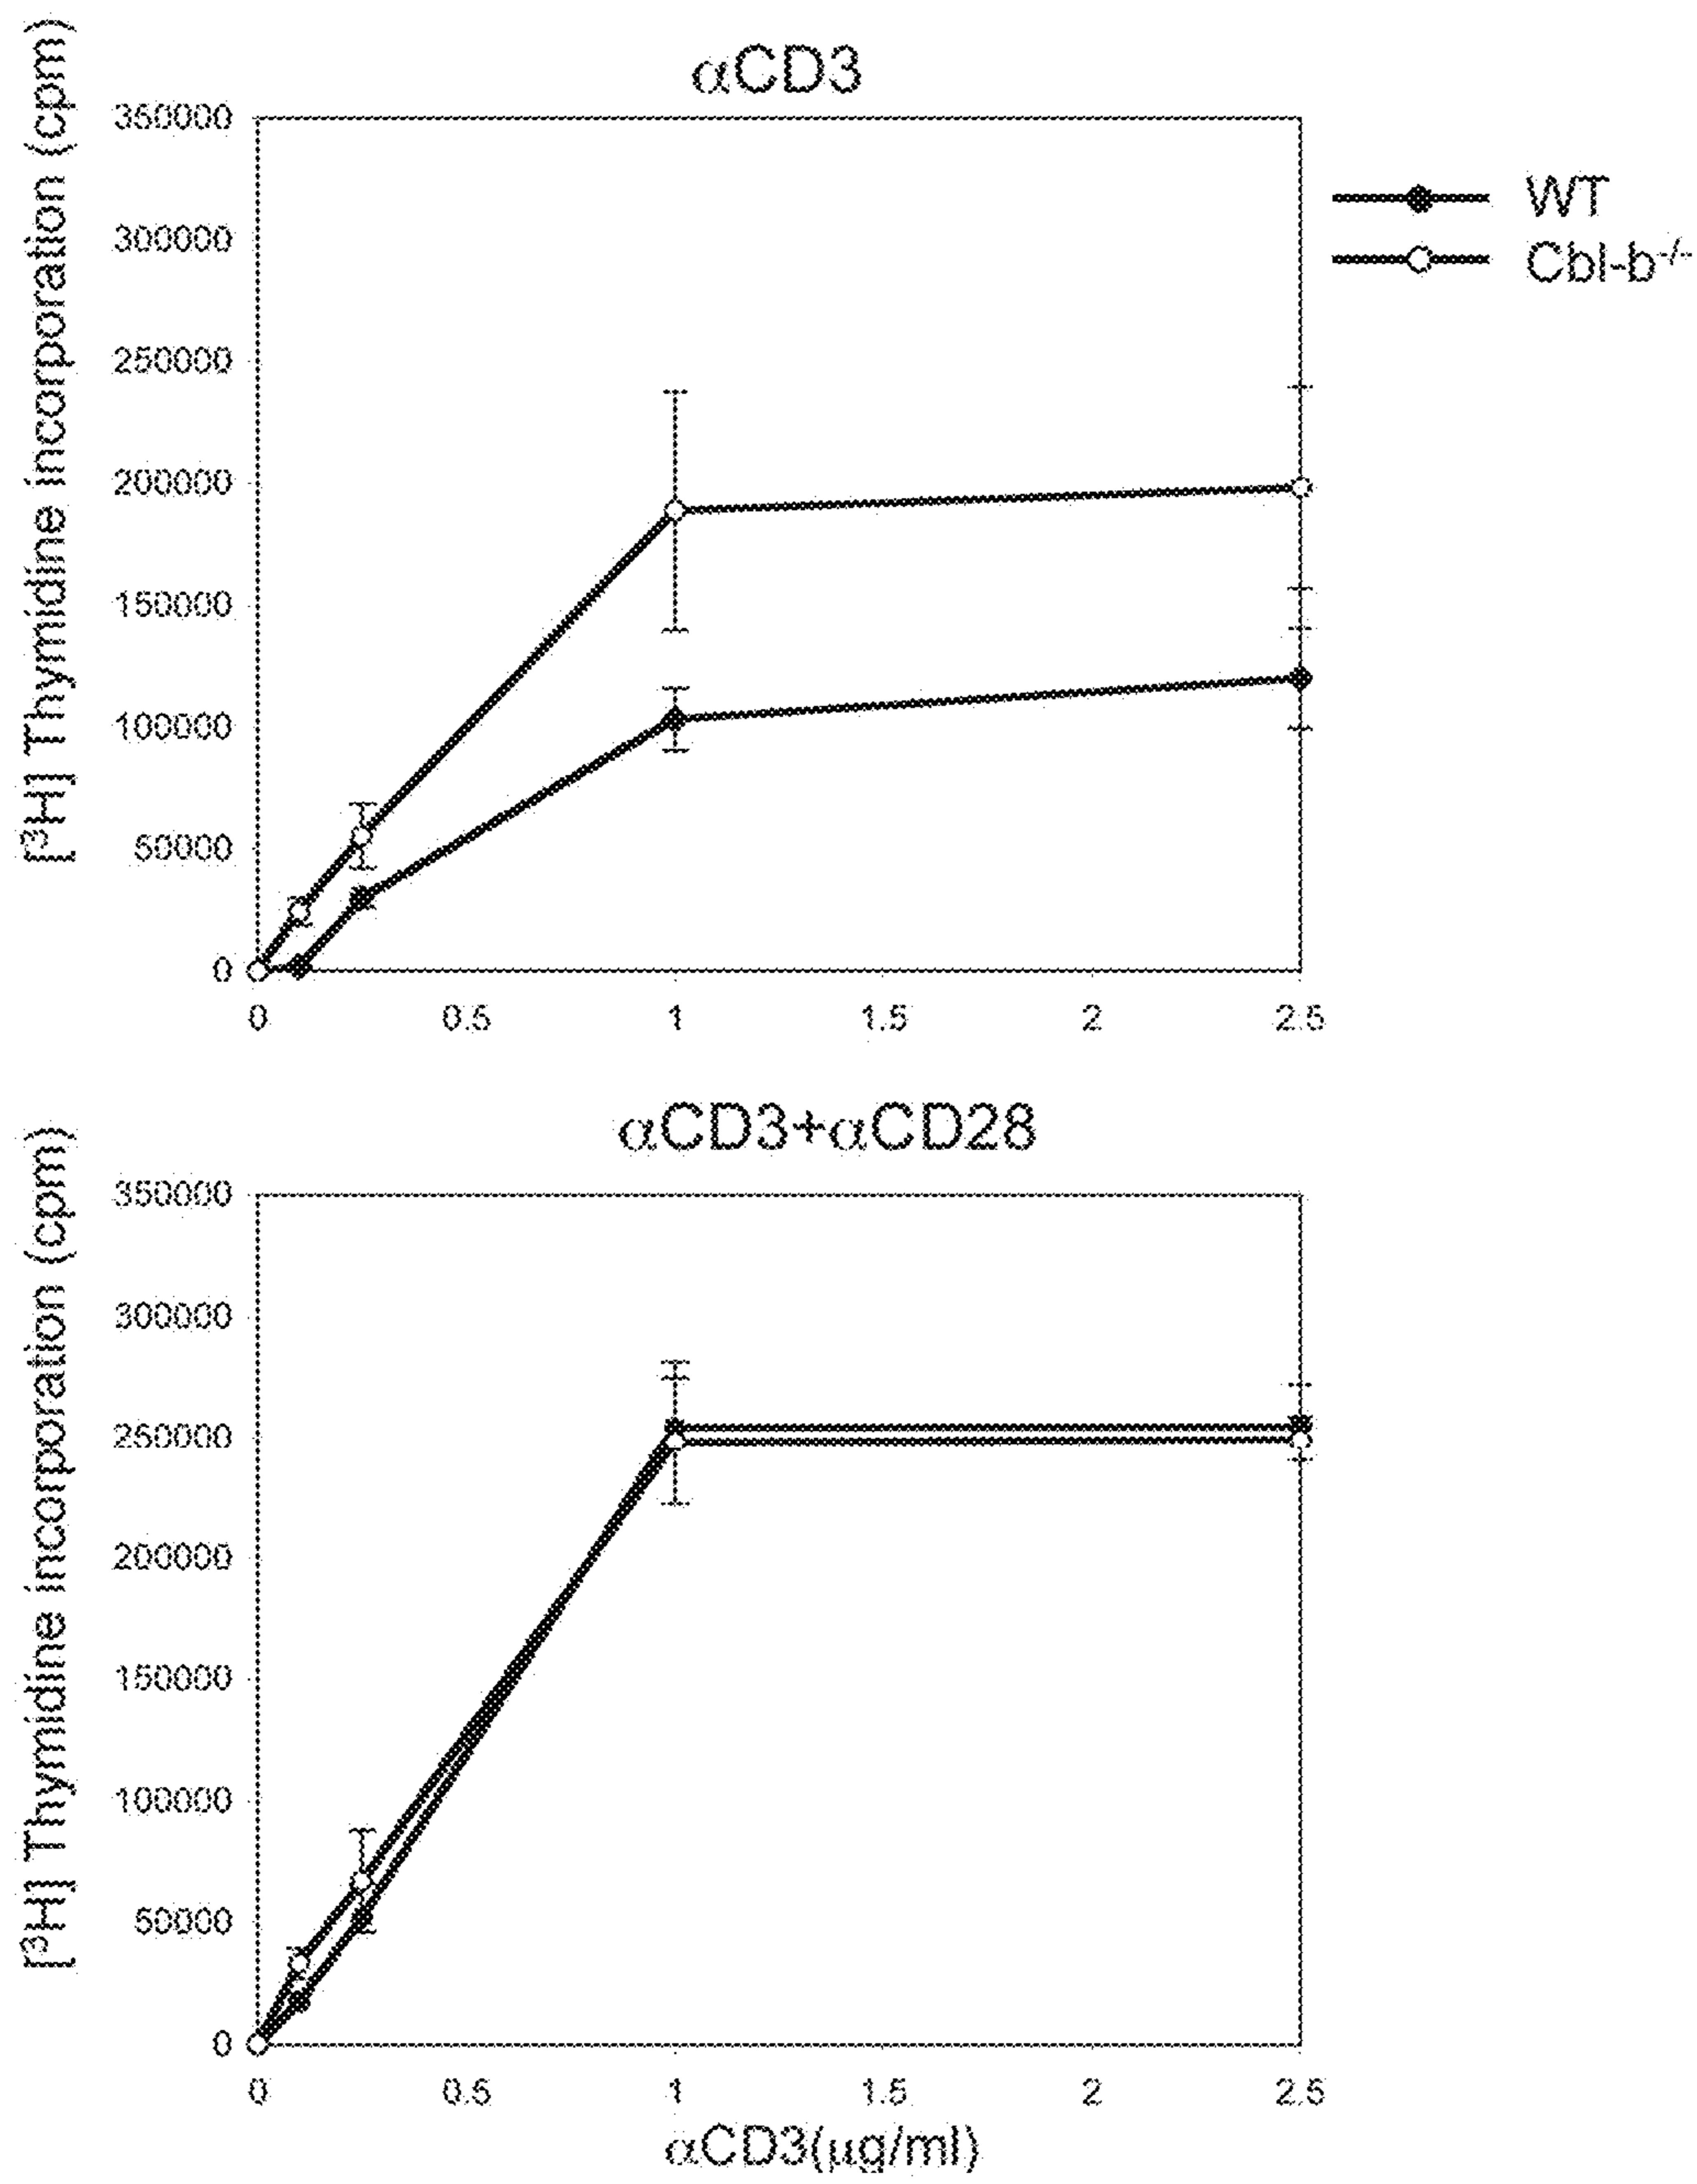 αCD3
[³H] Thymidine incorporation (cpm)
350000
300000
250000
200000
150000
100000
50000
0
0 0.5 1 1.5 2 2.5
WT
Cbl-b-/-
αCD3+αCD28
[³H] Thymidine incorporation (cpm)
350000
300000
250000
200000
150000
100000
50000
0
0 0.5 1 1.5 2 2.5
αCD3(µg/ml)